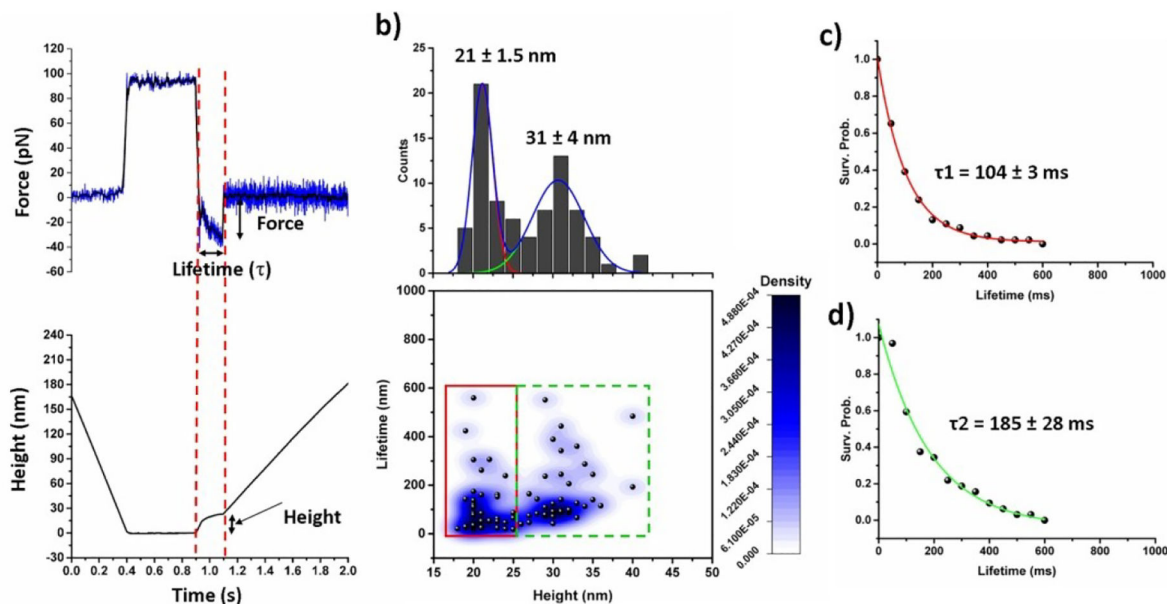 b)
c)
120
100
80
60
40
20
0
-20
-40
-60
Force (pN)
Force
Lifetime (τ)
240
210
180
150
120
90
60
30
0
-30
Height (nm)
Height
0.0 0.2 0.4 0.6 0.8 1.0 1.2 1.4 1.6 1.8 2.0
Time (s)
21 ± 1.5 nm
31 ± 4 nm
25
20
15
10
5
0
Counts
1000
800
600
400
200
0
Lifetime (nm)
15 20 25 30 35 40 45 50
Height (nm)
Density
4.880E-04
4.270E-04
3.660E-04
3.050E-04
2.440E-04
1.830E-04
1.220E-04
6.100E-05
0.000
1.0
0.8
0.6
0.4
0.2
0.0
Surv. Prob.
τ1 = 104 ± 3 ms
0 200 400 600 800 1000
Lifetime (ms)
d)
1.0
0.8
0.6
0.4
0.2
0.0
Surv. Prob.
τ2 = 185 ± 28 ms
0 200 400 600 800 1000
Lifetime (ms)